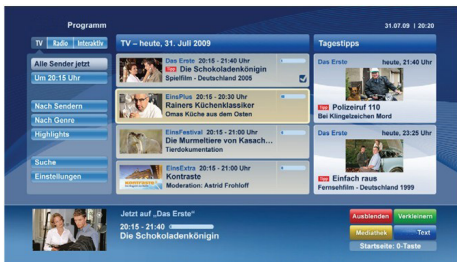 Programm
31.07.09 | 20:20
TV Radio Interaktiv
Alle Sender jetzt
Um 20:15 Uhr
Nach Sendern
Nach Genre
Highlights
Suche
Einstellungen
TV – heute, 31. Juli 2009
Das Erste 20:15 - 21:40 Uhr
Tipp Die Schokoladenkönigin
Spielfilm - Deutschland 2005
EinsPlus 20:15 - 20:30 Uhr
Rainers Küchenklassiker
Omas Küche aus dem Osten
EinsFestival 20:15 - 21:00 Uhr
Die Murmeltiere von Kasach...
Tierdokumentation
EinsExtra 20:15 - 21:00 Uhr
Kontraste
Moderation: Astrid Frohloff
Tagestipps
Das Erste heute, 21:40 Uhr
Tipp Polizeiruf 110
Bei Klingelzeichen Mord
Das Erste heute, 23:25 Uhr
Tipp Einfach raus
Fernsehfilm - Deutschland 1999
Jetzt auf „Das Erste“
20:15 - 21:40
Die Schokoladenkönigin
Ausblenden Verkleinern
Mediathek Text
Startseite: 0-Taste